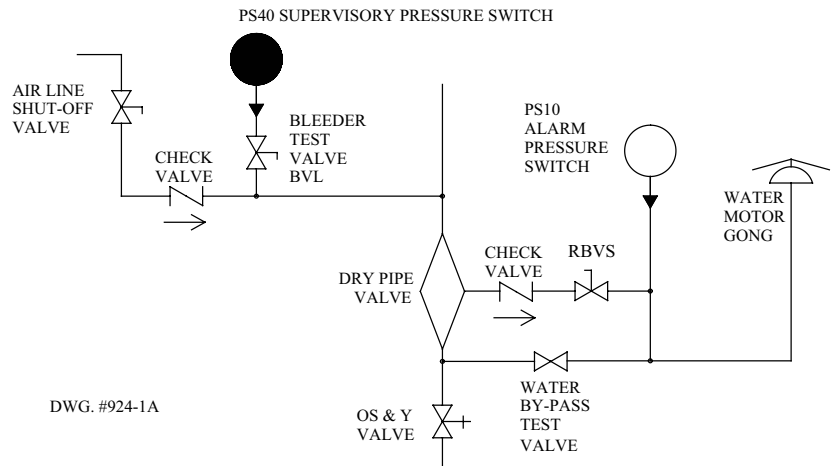 PS40 SUPERVISORY PRESSURE SWITCH
AIR LINE
SHUT-OFF
VALVE
BLEEDER
TEST
VALVE
BVL
CHECK
VALVE
PS10
ALARM
PRESSURE
SWITCH
WATER
MOTOR
GONG
DRY PIPE
VALVE
CHECK
VALVE
RBVS
WATER
BY-PASS
TEST
VALVE
OS & Y
VALVE
DWG. #924-1A